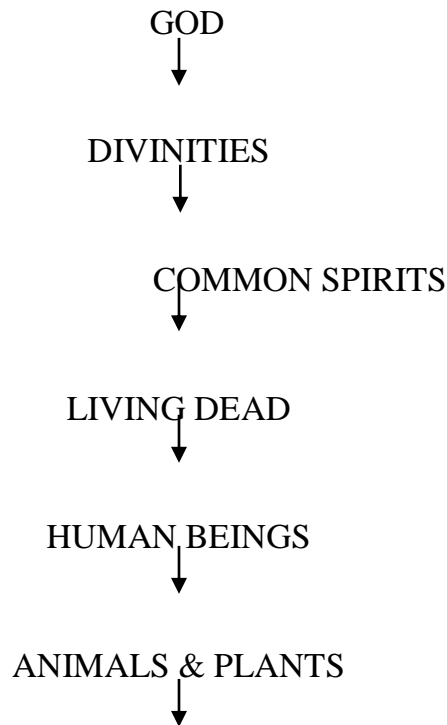 GOD
DIVINITIES
COMMON SPIRITS
LIVING DEAD
HUMAN BEINGS
ANIMALS & PLANTS